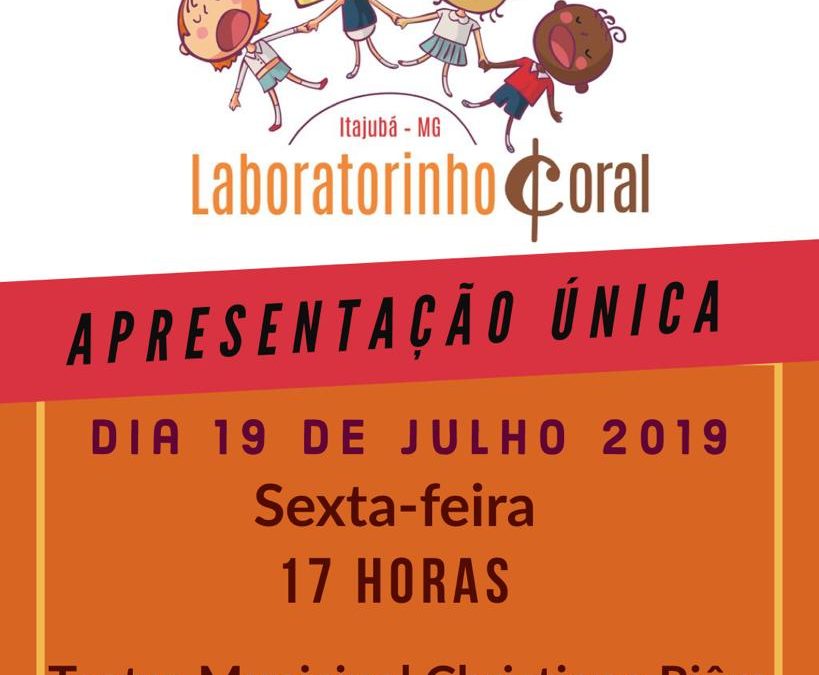 Itajubá - MG
Laboratorinho Coral
APRESENTAÇÃO ÚNICA
DIA 19 DE JULHO 2019
Sexta-feira
17 HORAS